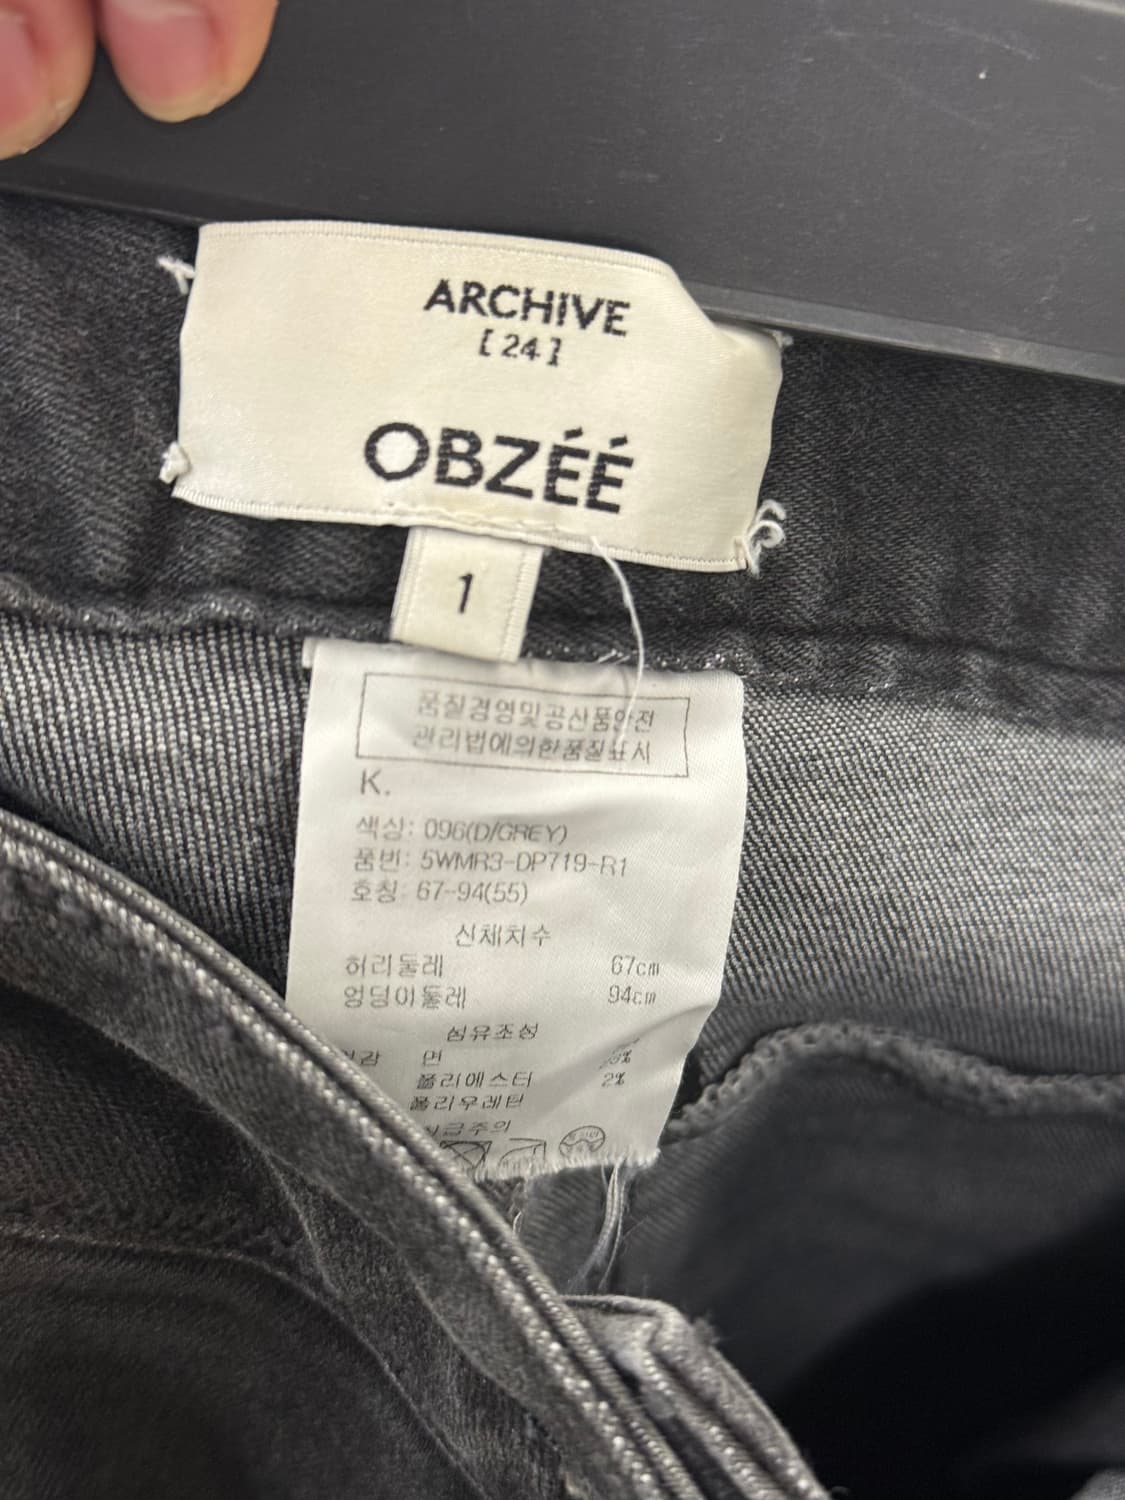 ARCHIVE
[24]
OBZÉÉ
1
품질경영및공산품안전
관리법에의한품질표시
K.
색상: 096(D/GREY)
품번: 5WMR3-DP719-R1
호칭: 67-94(55)
신체치수
허리둘레 67cm
엉덩이둘레 94cm
섬유조성
면
폴리에스터 2%
폴리우레탄